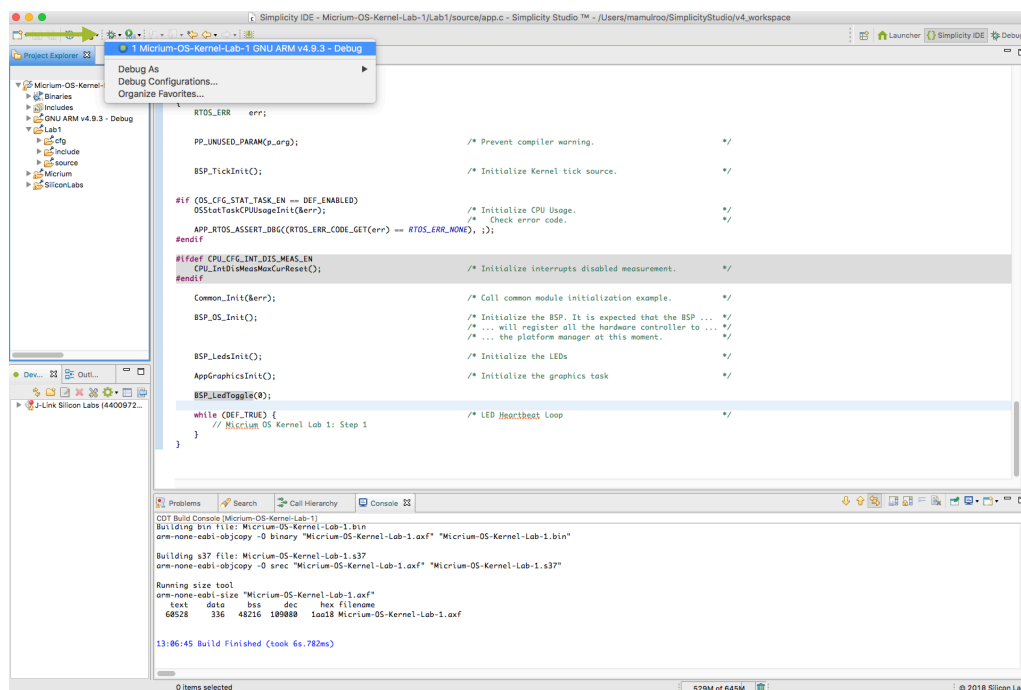 Simplicity IDE - Micrium-OS-Kernel-Lab-1/Lab1/source/app.c - Simplicity Studio ™ - /Users/mamulroo/SimplicityStudio/v4_workspace
Launcher
Simplicity IDE
Debug
1 Micrium-OS-Kernel-Lab-1 GNU ARM v4.9.3 - Debug
Debug As
Debug Configurations...
Organize Favorites...
Project Explorer
Micrium-OS-Kernel-
Binaries
Includes
GNU ARM v4.9.3 - Debug
Lab1
cfg
include
source
Micrium
SiliconLabs
{
RTOS_ERR err;
PP_UNUSED_PARAM(p_arg); /* Prevent compiler warning. */
BSP_TickInit(); /* Initialize Kernel tick source. */
#if (OS_CFG_STAT_TASK_EN == DEF_ENABLED)
OSStatTaskCPUUsageInit(&err); /* Initialize CPU Usage. */
/* Check error code. */
APP_RTOS_ASSERT_DBG((RTOS_ERR_CODE_GET(err) == RTOS_ERR_NONE), ;);
#endif
#ifdef CPU_CFG_INT_DIS_MEAS_EN
CPU_IntDisMeasMaxCurReset(); /* Initialize interrupts disabled measurement. */
#endif
Common_Init(&err); /* Call common module initialization example. */
BSP_OS_Init(); /* Initialize the BSP. It is expected that the BSP ... */
/* ... will register all the hardware controller to ... */
/* ... the platform manager at this moment. */
BSP_LedsInit(); /* Initialize the LEDs */
AppGraphicsInit(); /* Initialize the graphics task */
BSP_LedToggle(0);
while (DEF_TRUE) { /* LED Heartbeat Loop */
// Micrium OS Kernel Lab 1: Step 1
}
}
Dev...
Outl...
J-Link Silicon Labs (4400972...
Problems
Search
Call Hierarchy
Console
CDT Build Console [Micrium-OS-Kernel-Lab-1]
Building bin file: Micrium-OS-Kernel-Lab-1.bin
arm-none-eabi-objcopy -O binary "Micrium-OS-Kernel-Lab-1.axf" "Micrium-OS-Kernel-Lab-1.bin"
Building s37 file: Micrium-OS-Kernel-Lab-1.s37
arm-none-eabi-objcopy -O srec "Micrium-OS-Kernel-Lab-1.axf" "Micrium-OS-Kernel-Lab-1.s37"
Running size tool
arm-none-eabi-size "Micrium-OS-Kernel-Lab-1.axf"
text data bss dec hex filename
60528 336 48216 109080 1aa18 Micrium-OS-Kernel-Lab-1.axf
13:06:45 Build Finished (took 6s.782ms)
0 items selected
529M of 645M
© 2018 Silicon La